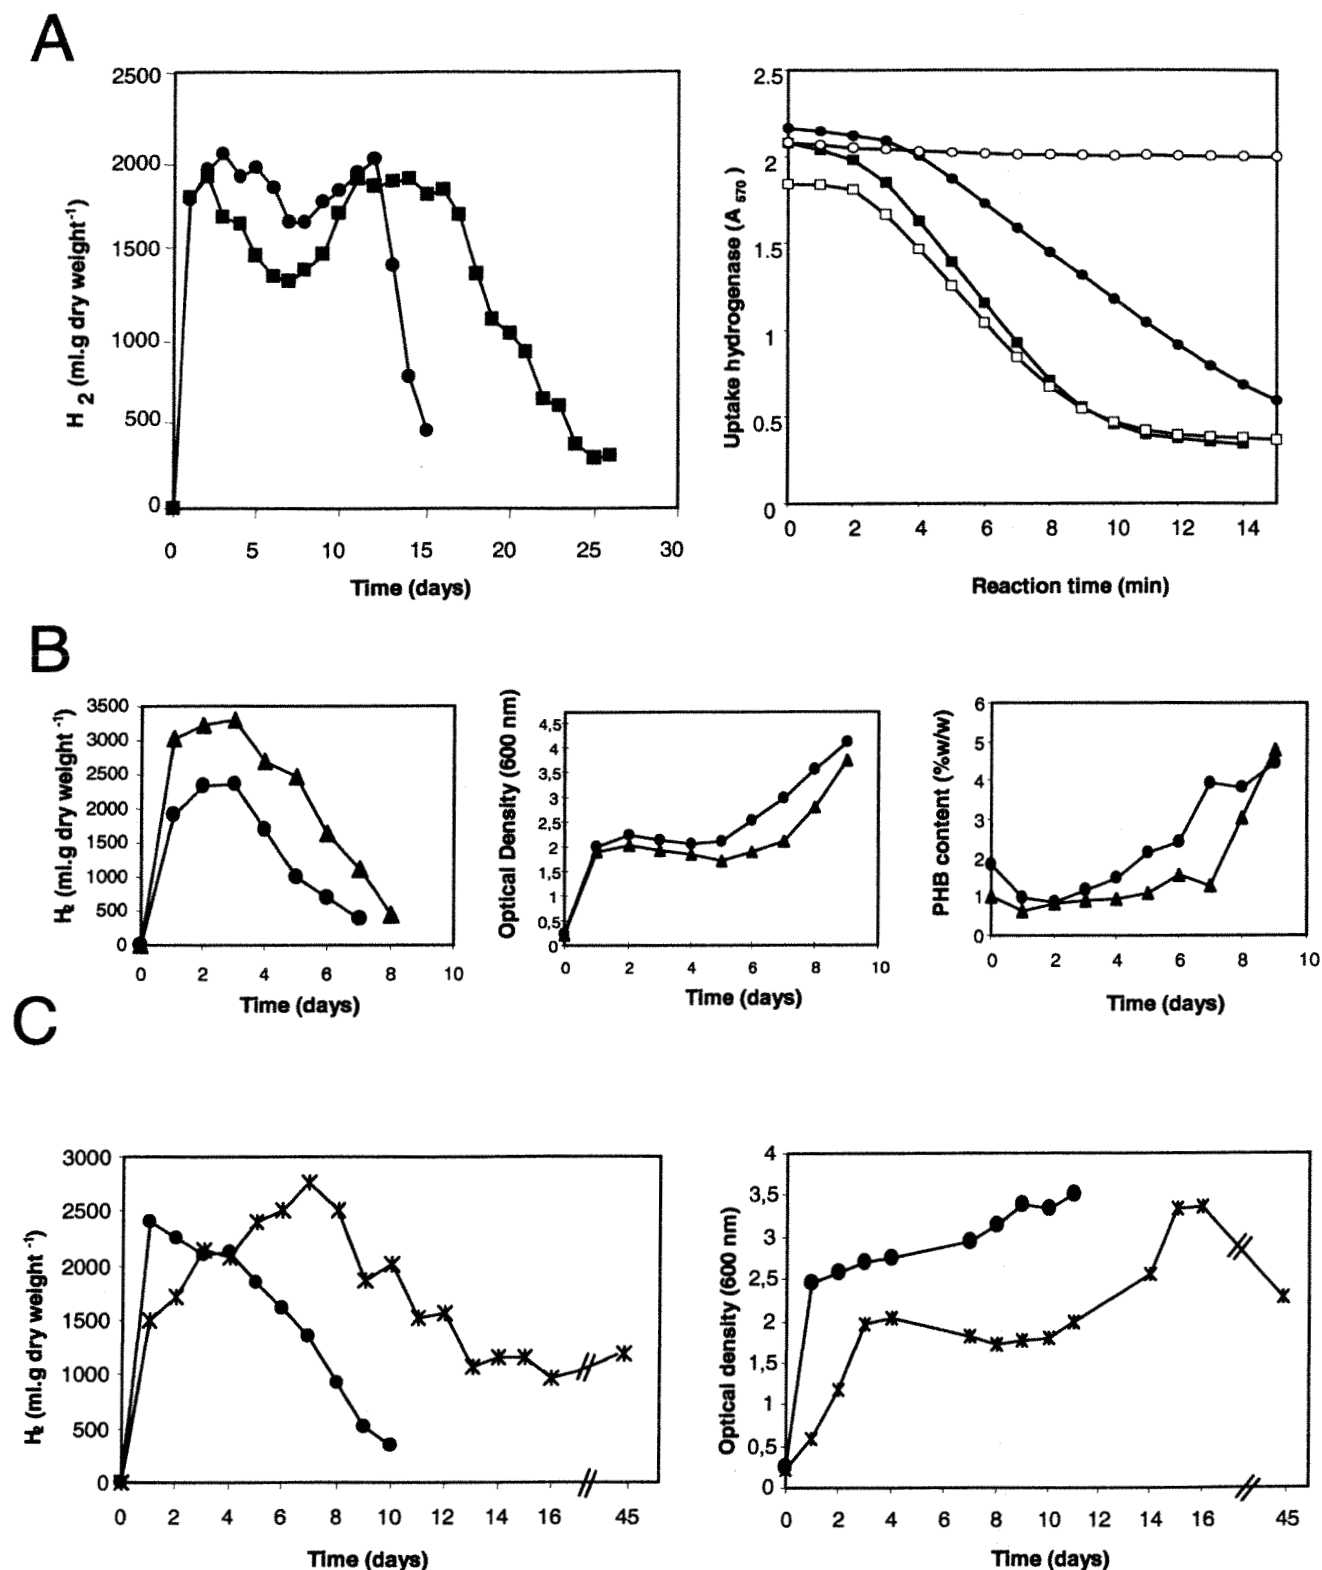 A
2500
2000
1500
1000
500
0
H 2 (ml.g dry weight-1)
0 5 10 15 20 25 30
Time (days)
2.5
2
1.5
1
0.5
0
Uptake hydrogenase (A 570 )
0 2 4 6 8 10 12 14
Reaction time (min)
B
3500
3000
2500
2000
1500
1000
500
0
H2 (ml.g dry weight -1)
0 2 4 6 8 10
Time (days)
4,5
4
3,5
3
2,5
2
1,5
1
0,5
0
Optical Density (600 nm)
0 2 4 6 8 10
Time (days)
6
5
4
3
2
1
0
PHB content (%w/w)
0 2 4 6 8 10
Time (days)
C
3000
2500
2000
1500
1000
500
0
H2 (ml.g dry weight -1)
0 2 4 6 8 10 12 14 16 45
Time (days)
4
3,5
3
2,5
2
1,5
1
0,5
0
Optical density (600 nm)
0 2 4 6 8 10 12 14 16 45
Time (days)